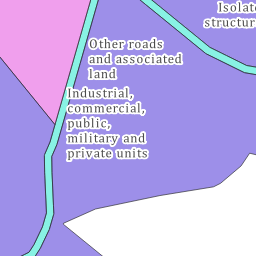 Isolat
structur
Other roads
and associated
land
Industrial,
commercial,
public,
military and
private units